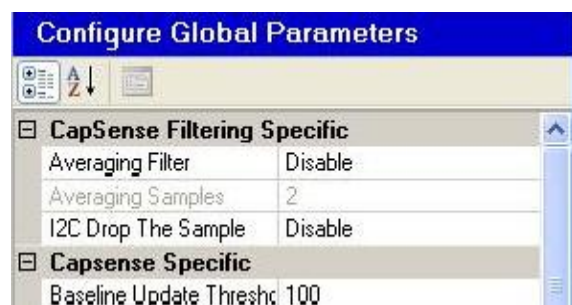 Configure Global Parameters
A Z
CapSense Filtering Specific
Averaging Filter Disable
Averaging Samples 2
I2C Drop The Sample Disable
Capsense Specific
Baseline Update Thresho 100